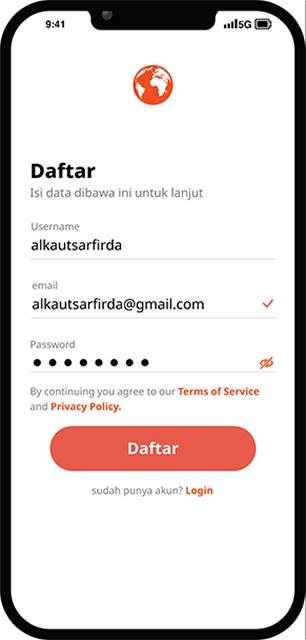 9:41
5G
Daftar
Isi data dibawa ini untuk lanjut
Username
alkautsarfirda
email
alkautsarfirda@gmail.com
Password
By continuing you agree to our Terms of Service
and Privacy Policy.
Daftar
sudah punya akun? Login